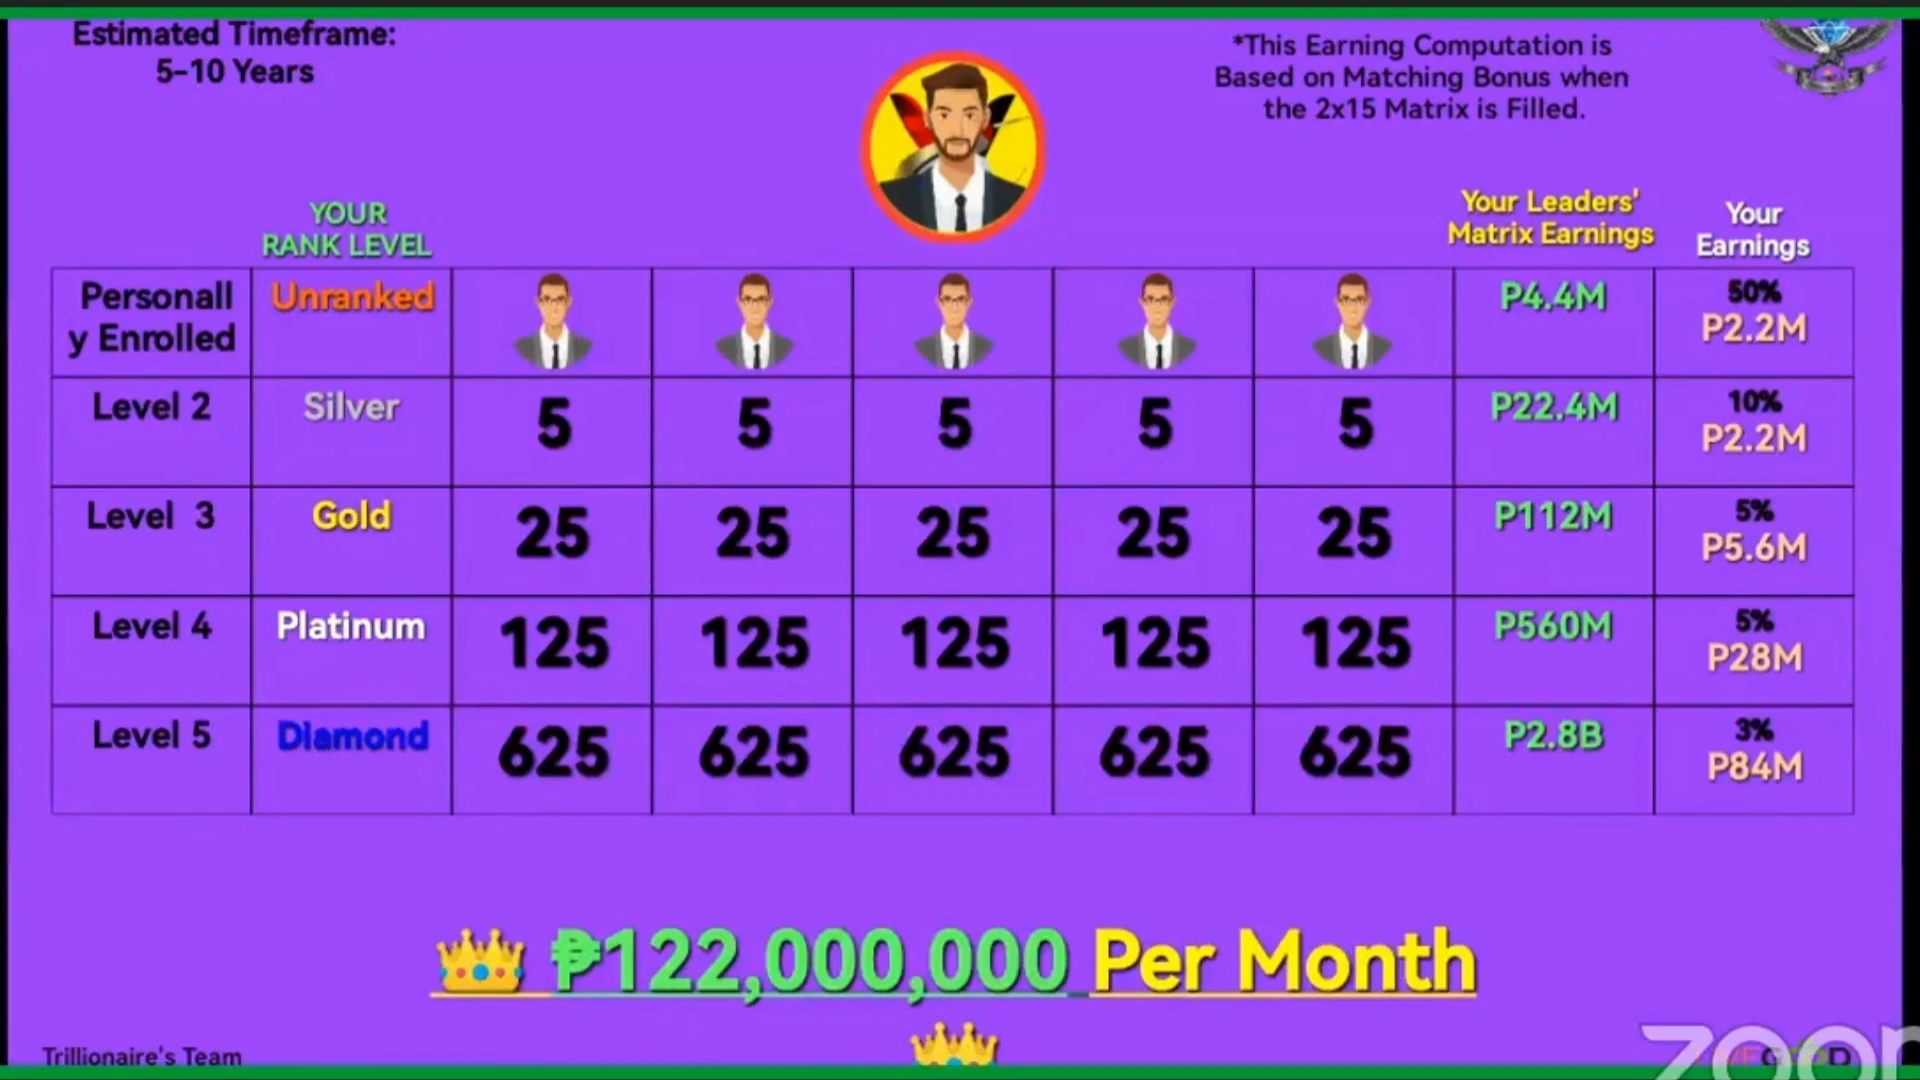 Estimated Timeframe:
5-10 Years
*This Earning Computation is
Based on Matching Bonus when
the 2x15 Matrix is Filled.
YOUR
RANK LEVEL
Your Leaders'
Matrix Earnings
Your
Earnings
Personall
y Enrolled
Unranked
P4.4M
50%
P2.2M
Level 2
Silver
5 5 5 5 5
P22.4M
10%
P2.2M
Level 3
Gold
25 25 25 25 25
P112M
5%
P5.6M
Level 4
Platinum
125 125 125 125 125
P560M
5%
P28M
Level 5
Diamond
625 625 625 625 625
P2.8B
3%
P84M
₱122,000,000 Per Month
Trillionaire's Team